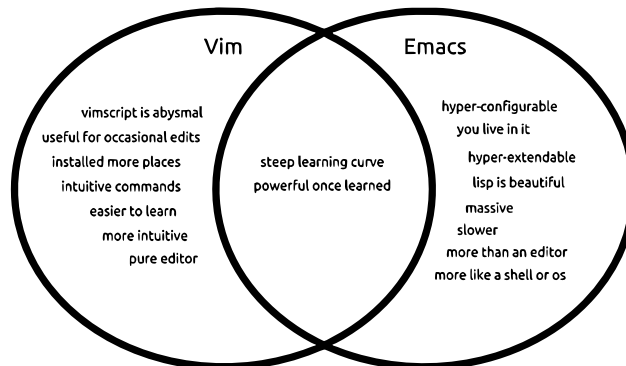 Vim
vimscript is abysmal
useful for occasional edits
installed more places
intuitive commands
easier to learn
more intuitive
pure editor
steep learning curve
powerful once learned
Emacs
hyper-configurable
you live in it
hyper-extendable
lisp is beautiful
massive
slower
more than an editor
more like a shell or os